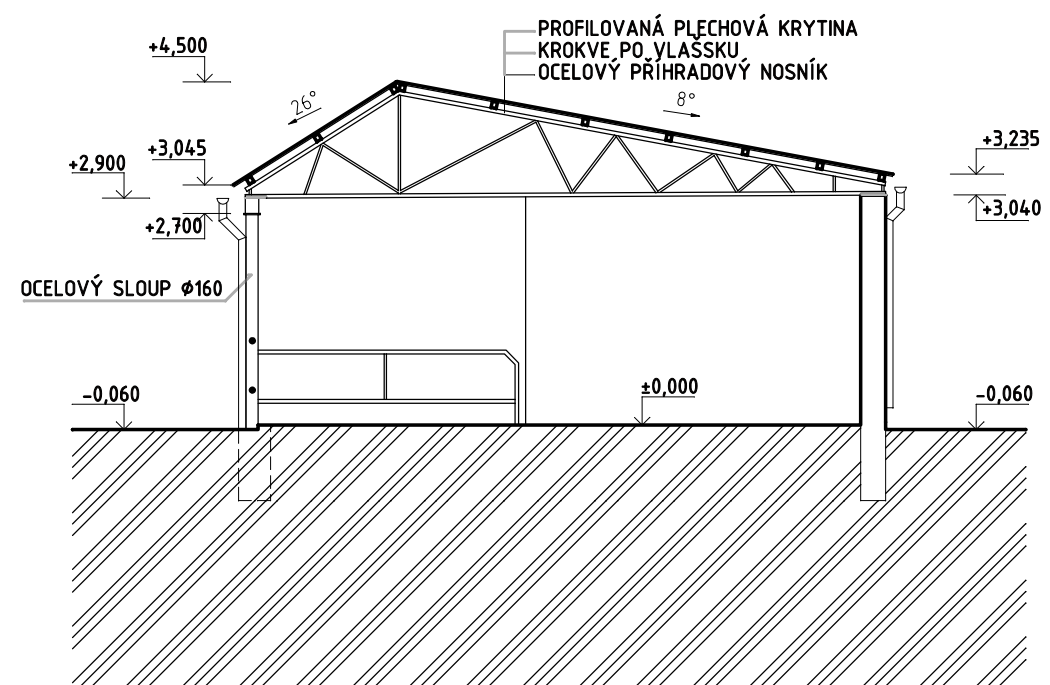 PROFILOVANÁ PLECHOVÁ KRYTINA
KROKVE PO VLAŠSKU
OCELOVÝ PŘÍHRADOVÝ NOSNÍK
+4,500
26°
8°
+3,045
+2,900
+3,235
+2,700
+3,040
OCELOVÝ SLOUP Ø160
-0,060
±0,000
-0,060